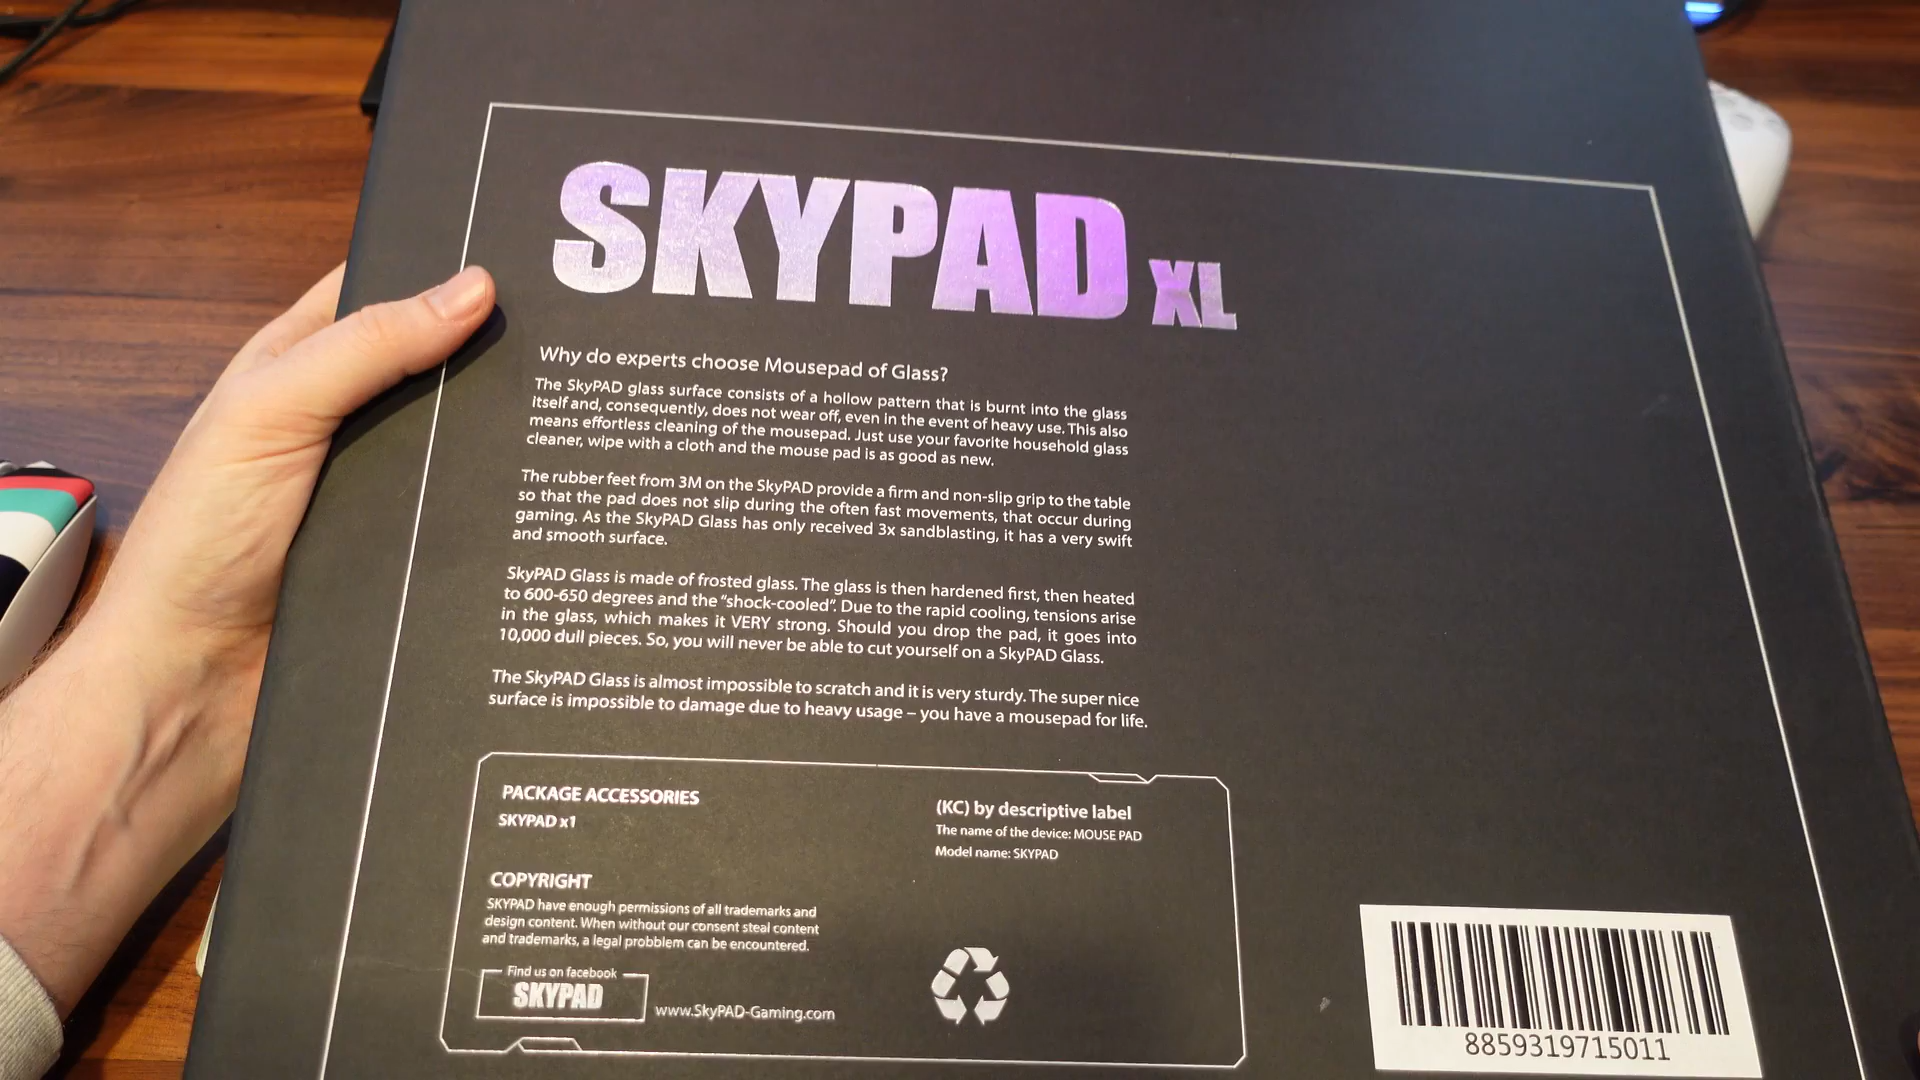 SKYPAD XL
Why do experts choose Mousepad of Glass?
The SkyPAD glass surface consists of a hollow pattern that is burnt into the glass
itself and, consequently, does not wear off, even in the event of heavy use. This also
means effortless cleaning of the mousepad. Just use your favorite household glass
cleaner, wipe with a cloth and the mouse pad is as good as new.
The rubber feet from 3M on the SkyPAD provide a firm and non-slip grip to the table
so that the pad does not slip during the often fast movements, that occur during
gaming. As the SkyPAD Glass has only received 3x sandblasting, it has a very swift
and smooth surface.
SkyPAD Glass is made of frosted glass. The glass is then hardened first, then heated
to 600-650 degrees and the “shock-cooled”. Due to the rapid cooling, tensions arise
in the glass, which makes it VERY strong. Should you drop the pad, it goes into
10,000 dull pieces. So, you will never be able to cut yourself on a SkyPAD Glass.
The SkyPAD Glass is almost impossible to scratch and it is very sturdy. The super nice
surface is impossible to damage due to heavy usage – you have a mousepad for life.
PACKAGE ACCESSORIES
SKYPAD x1
(KC) by descriptive label
The name of the device: MOUSE PAD
Model name: SKYPAD
COPYRIGHT
SKYPAD have enough permissions of all trademarks and
design content. When without our consent steal content
and trademarks, a legal probblem can be encountered.
Find us on facebook
SKYPAD
www.SkyPAD-Gaming.com
8859319715011